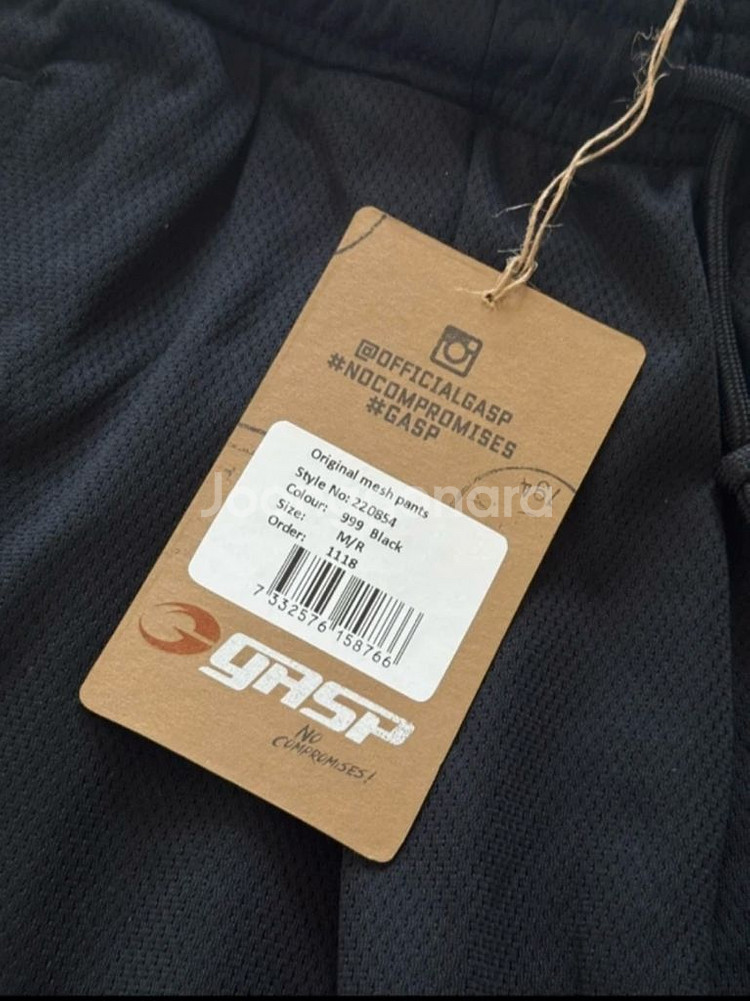 @OFFICIALGASP
#NOCOMPROMISES
#GASP
Original mesh pants
Style No: 220854
Colour: 999 Black
Size: M/R
Order: 1118
7 332576 158766
GASP
NO
COMPROMISES!